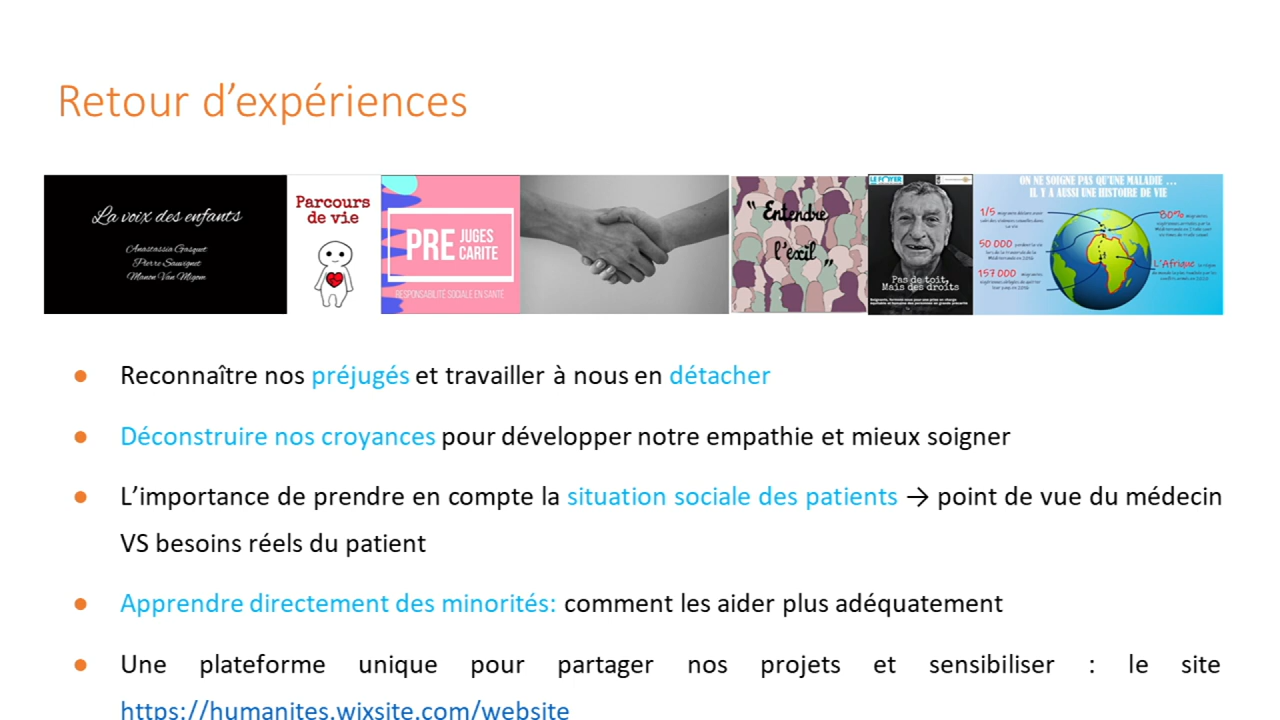 Retour d’expériences
La voix des enfants
Anastassia Gasquet
Pierre Sauvignet
Manon Van Migom
Parcours
de vie
PRE JUGES
CARITE
RESPONSABILITÉ SOCIALE EN SANTÉ
“ Entendre
l’exil ”
LE FOYER
Pas de toit,
Mais des droits
ON NE SOIGNE PAS QU’UNE MALADIE ...
IL Y A AUSSI UNE HISTOIRE DE VIE
1/5
50 000
157 000
80%
L’Afrique
● Reconnaître nos préjugés et travailler à nous en détacher
● Déconstruire nos croyances pour développer notre empathie et mieux soigner
● L’importance de prendre en compte la situation sociale des patients → point de vue du médecin
VS besoins réels du patient
● Apprendre directement des minorités: comment les aider plus adéquatement
● Une plateforme unique pour partager nos projets et sensibiliser : le site
https://humanites.wixsite.com/website